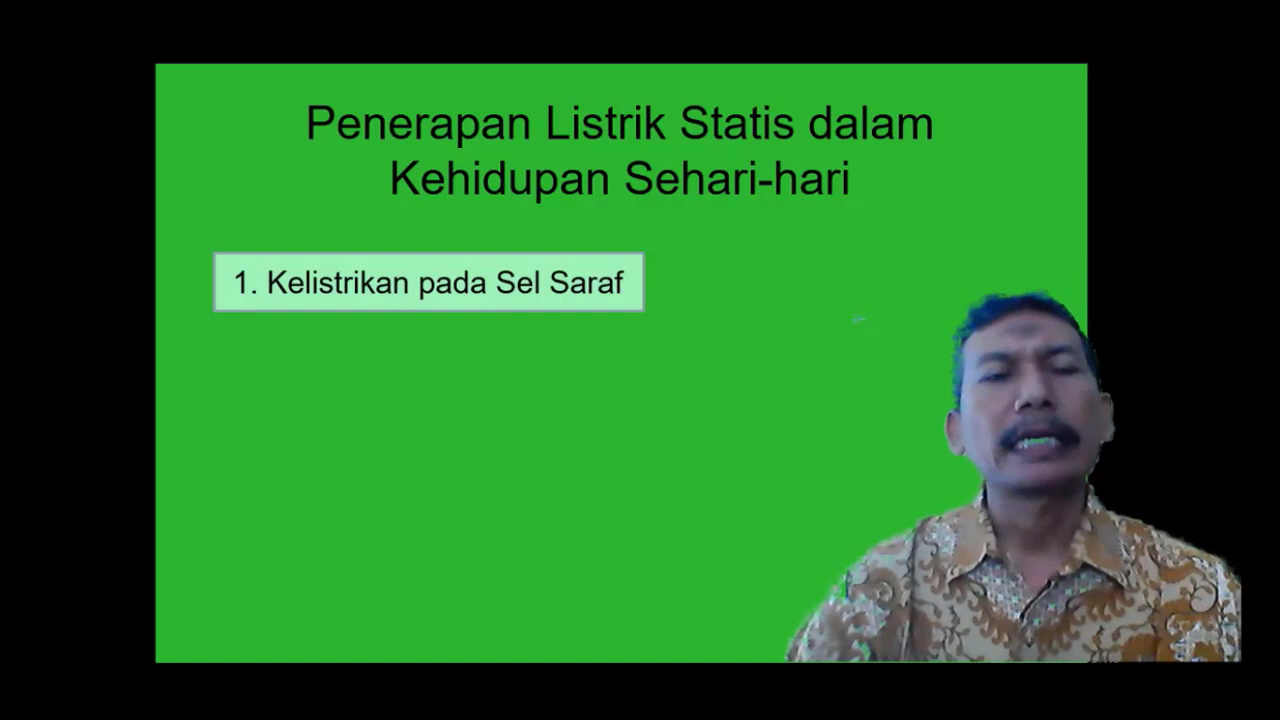 Penerapan Listrik Statis dalam
Kehidupan Sehari-hari
1. Kelistrikan pada Sel Saraf